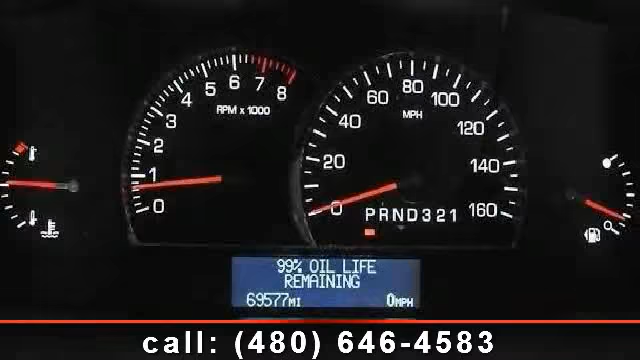 0 1 2 3 4 5 6 7 8
RPM x 1000
0 20 40 60 80 100 120 140 160
MPH
PRND321
99% OIL LIFE
REMAINING
69577MI 0MPH
call: (480) 646-4583